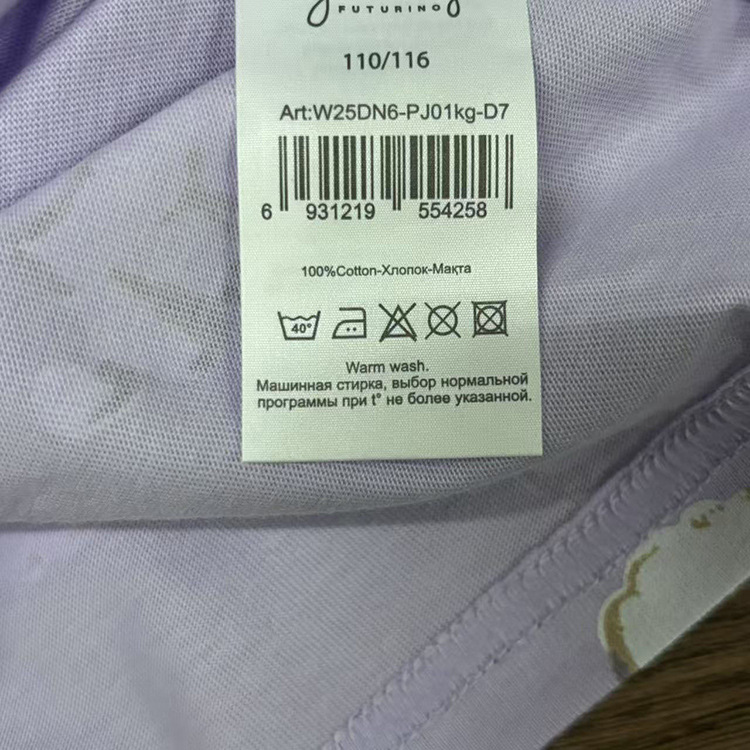 FUTURINO
110/116
Art:W25DN6-PJ01kg-D7
6 931219 554258
100%Cotton-Хлопок-Мақта
40°
Warm wash.
Машинная стирка, выбор нормальной
программы при t° не более указанной.